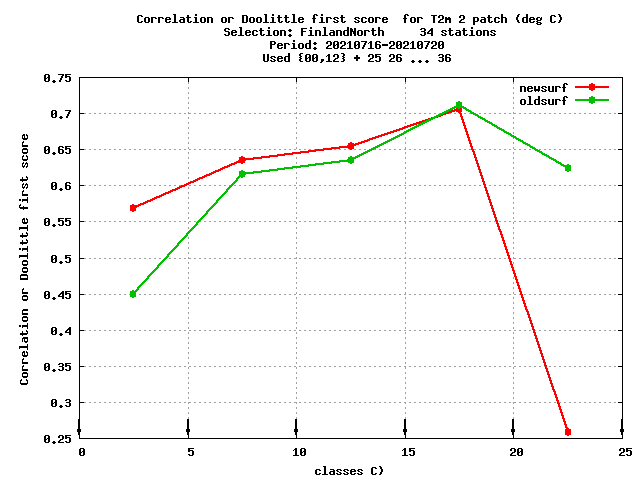 Correlation or Doolittle first score  for T2m 2 patch (deg C)
Selection: FinlandNorth     34 stations
Period: 20210716-20210720
Used {00,12} + 25 26 ... 36
newsurf
oldsurf
Correlation or Doolittle first score
0.75
0.7
0.65
0.6
0.55
0.5
0.45
0.4
0.35
0.3
0.25
0 5 10 15 20 25
classes C)